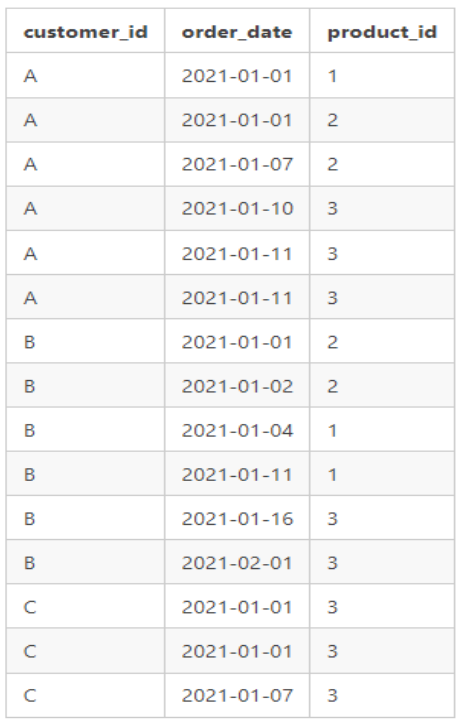 customer_id order_date product_id
A 2021-01-01 1
A 2021-01-01 2
A 2021-01-07 2
A 2021-01-10 3
A 2021-01-11 3
A 2021-01-11 3
B 2021-01-01 2
B 2021-01-02 2
B 2021-01-04 1
B 2021-01-11 1
B 2021-01-16 3
B 2021-02-01 3
C 2021-01-01 3
C 2021-01-01 3
C 2021-01-07 3